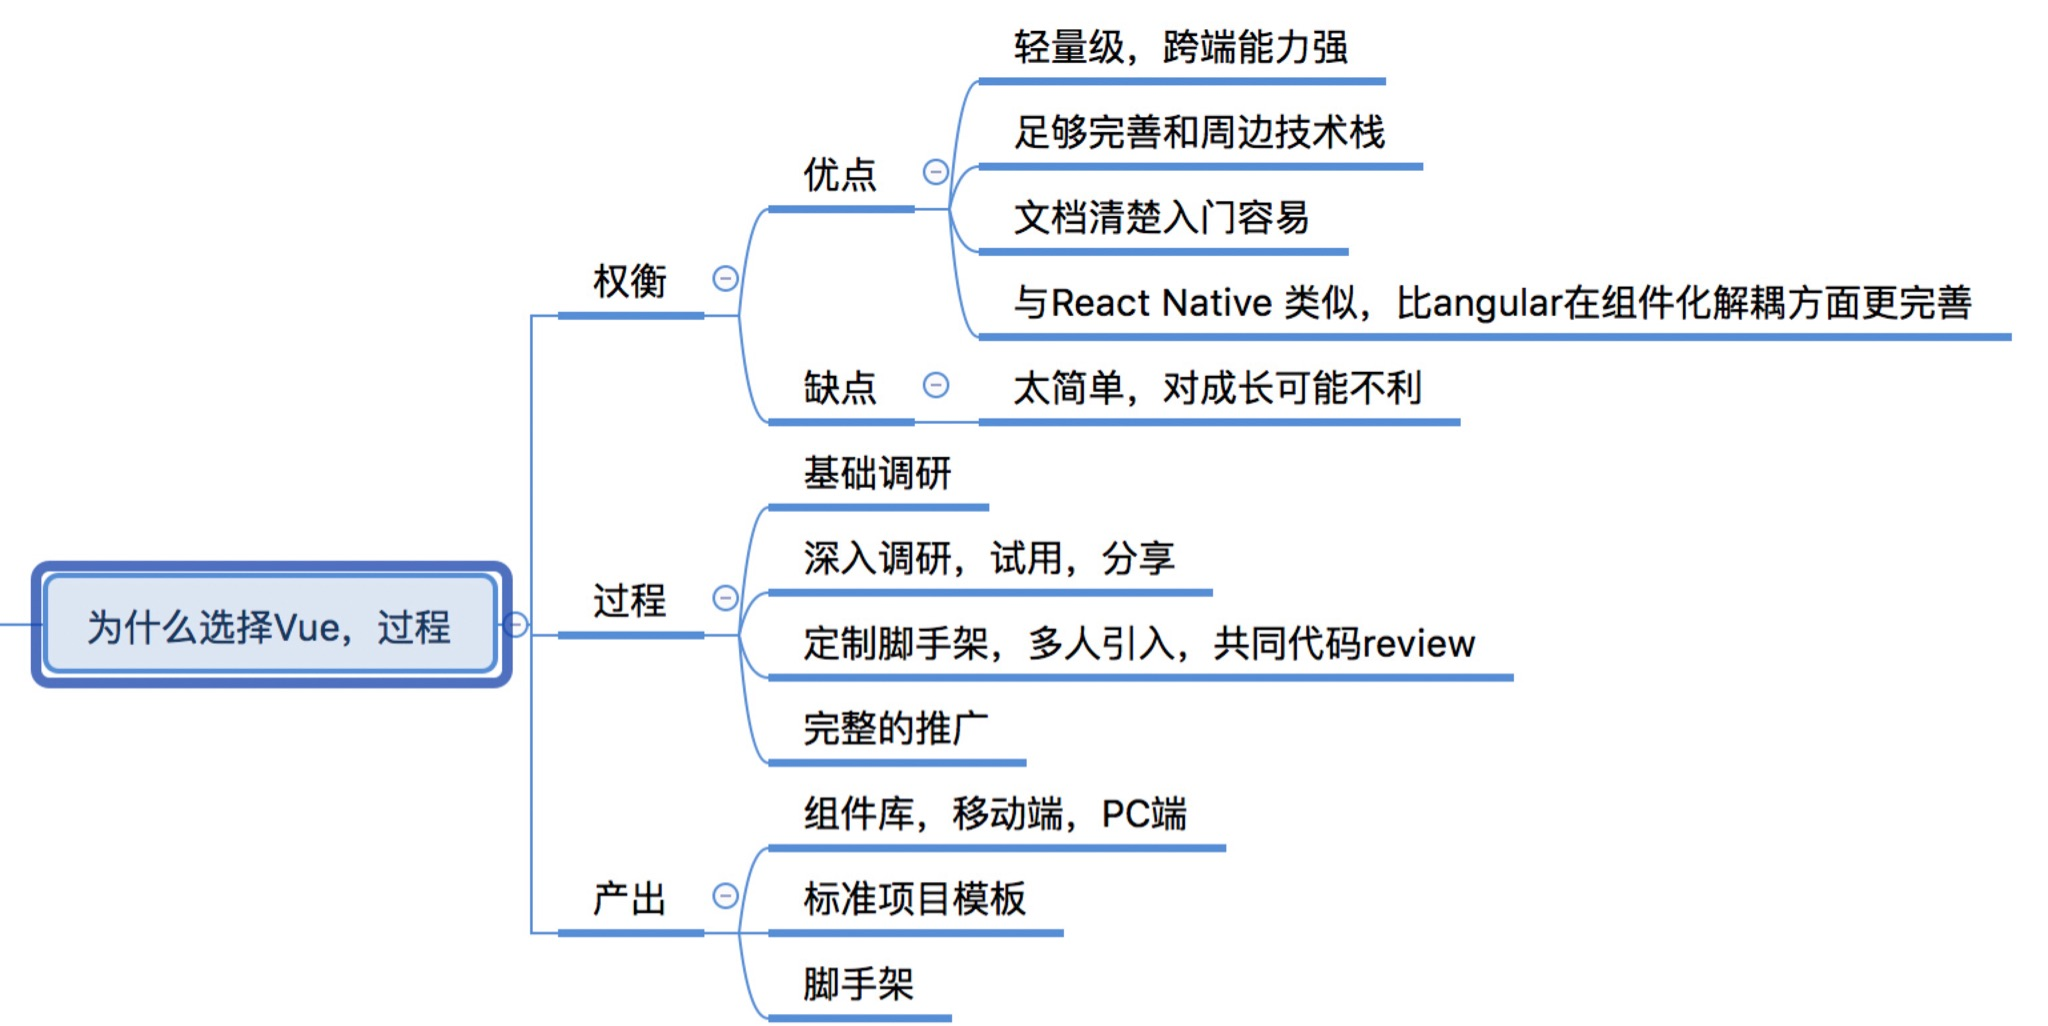 轻量级，跨端能力强
足够完善和周边技术栈
优点
文档清楚入门容易
权衡
与React Native 类似，比angular在组件化解耦方面更完善
缺点
太简单，对成长可能不利
基础调研
深入调研，试用，分享
过程
为什么选择Vue，过程
定制脚手架，多人引入，共同代码review
完整的推广
组件库，移动端，PC端
产出
标准项目模板
脚手架